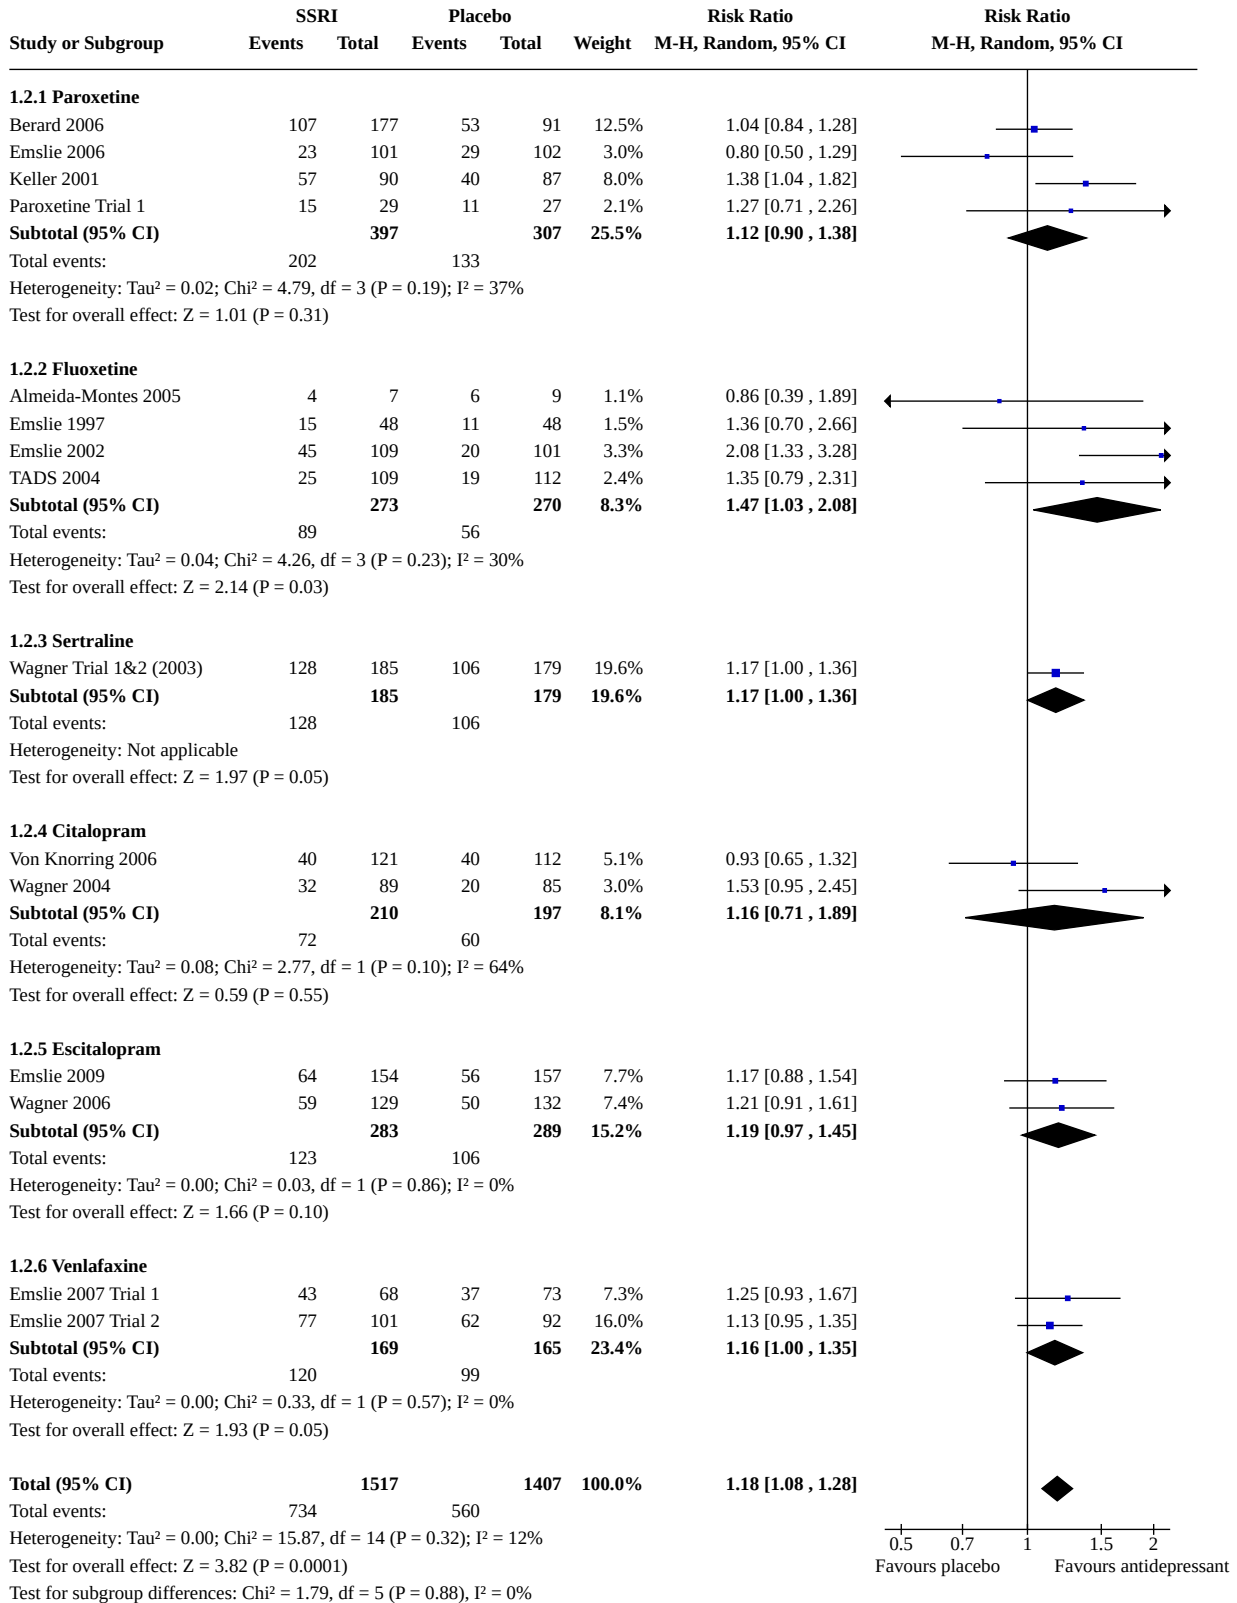 SSRI Placebo Risk Ratio Risk Ratio
Study or Subgroup Events Total Events Total Weight M-H, Random, 95% CI M-H, Random, 95% CI
1.2.1 Paroxetine
Berard 2006 107 177 53 91 12.5% 1.04 [0.84 , 1.28]
Emslie 2006 23 101 29 102 3.0% 0.80 [0.50 , 1.29]
Keller 2001 57 90 40 87 8.0% 1.38 [1.04 , 1.82]
Paroxetine Trial 1 15 29 11 27 2.1% 1.27 [0.71 , 2.26]
Subtotal (95% CI) 397 307 25.5% 1.12 [0.90 , 1.38]
Total events: 202 133
Heterogeneity: Tau² = 0.02; Chi² = 4.79, df = 3 (P = 0.19); I² = 37%
Test for overall effect: Z = 1.01 (P = 0.31)
1.2.2 Fluoxetine
Almeida-Montes 2005 4 7 6 9 1.1% 0.86 [0.39 , 1.89]
Emslie 1997 15 48 11 48 1.5% 1.36 [0.70 , 2.66]
Emslie 2002 45 109 20 101 3.3% 2.08 [1.33 , 3.28]
TADS 2004 25 109 19 112 2.4% 1.35 [0.79 , 2.31]
Subtotal (95% CI) 273 270 8.3% 1.47 [1.03 , 2.08]
Total events: 89 56
Heterogeneity: Tau² = 0.04; Chi² = 4.26, df = 3 (P = 0.23); I² = 30%
Test for overall effect: Z = 2.14 (P = 0.03)
1.2.3 Sertraline
Wagner Trial 1&2 (2003) 128 185 106 179 19.6% 1.17 [1.00 , 1.36]
Subtotal (95% CI) 185 179 19.6% 1.17 [1.00 , 1.36]
Total events: 128 106
Heterogeneity: Not applicable
Test for overall effect: Z = 1.97 (P = 0.05)
1.2.4 Citalopram
Von Knorring 2006 40 121 40 112 5.1% 0.93 [0.65 , 1.32]
Wagner 2004 32 89 20 85 3.0% 1.53 [0.95 , 2.45]
Subtotal (95% CI) 210 197 8.1% 1.16 [0.71 , 1.89]
Total events: 72 60
Heterogeneity: Tau² = 0.08; Chi² = 2.77, df = 1 (P = 0.10); I² = 64%
Test for overall effect: Z = 0.59 (P = 0.55)
1.2.5 Escitalopram
Emslie 2009 64 154 56 157 7.7% 1.17 [0.88 , 1.54]
Wagner 2006 59 129 50 132 7.4% 1.21 [0.91 , 1.61]
Subtotal (95% CI) 283 289 15.2% 1.19 [0.97 , 1.45]
Total events: 123 106
Heterogeneity: Tau² = 0.00; Chi² = 0.03, df = 1 (P = 0.86); I² = 0%
Test for overall effect: Z = 1.66 (P = 0.10)
1.2.6 Venlafaxine
Emslie 2007 Trial 1 43 68 37 73 7.3% 1.25 [0.93 , 1.67]
Emslie 2007 Trial 2 77 101 62 92 16.0% 1.13 [0.95 , 1.35]
Subtotal (95% CI) 169 165 23.4% 1.16 [1.00 , 1.35]
Total events: 120 99
Heterogeneity: Tau² = 0.00; Chi² = 0.33, df = 1 (P = 0.57); I² = 0%
Test for overall effect: Z = 1.93 (P = 0.05)
Total (95% CI) 1517 1407 100.0% 1.18 [1.08 , 1.28]
Total events: 734 560
Heterogeneity: Tau² = 0.00; Chi² = 15.87, df = 14 (P = 0.32); I² = 12%
0.5 0.7 1 1.5 2
Test for overall effect: Z = 3.82 (P = 0.0001) Favours placebo Favours antidepressant
Test for subgroup differences: Chi² = 1.79, df = 5 (P = 0.88), I² = 0%